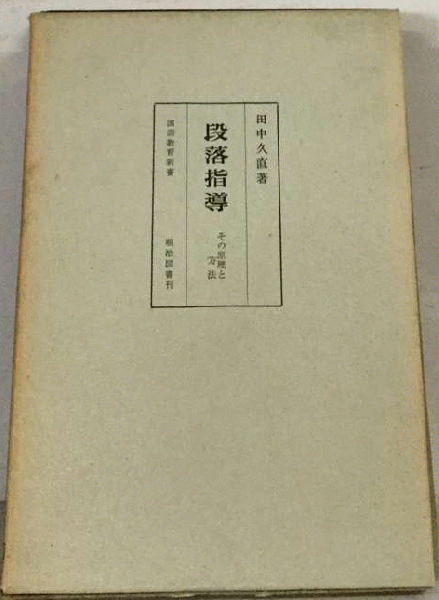 田中久直著
段落指導
その原理と
方法
国語教育新書
明治図書刊